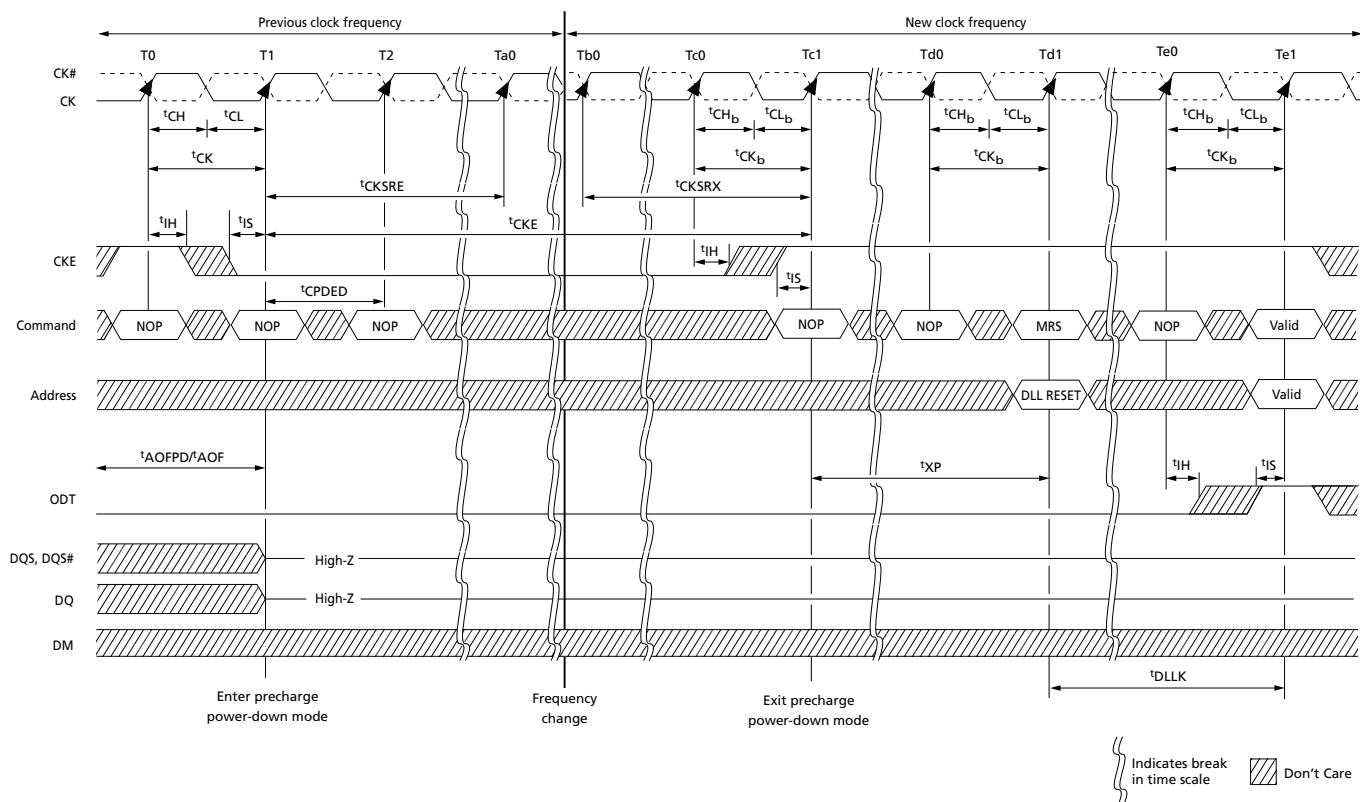 Previous clock frequency New clock frequency
T0 T1 T2 Ta0 Tb0 Tc0 Tc1 Td0 Td1 Te0 Te1
CK#
CK
tCH tCL tCHb tCLb tCHb tCLb tCHb tCLb
tCK tCKb tCKb tCKb
tCKSRE tCKSRX
tIH tIS tCKE
CKE tIH
tIS
tCPDED
Command NOP NOP NOP NOP NOP MRS NOP Valid
Address DLL RESET Valid
tAOFPD/tAOF tXP tIH tIS
ODT
DQS, DQS# High-Z
DQ High-Z
DM
tDLLK
Enter precharge
power-down mode
Frequency
change
Exit precharge
power-down mode
Indicates break
in time scale
Don't Care